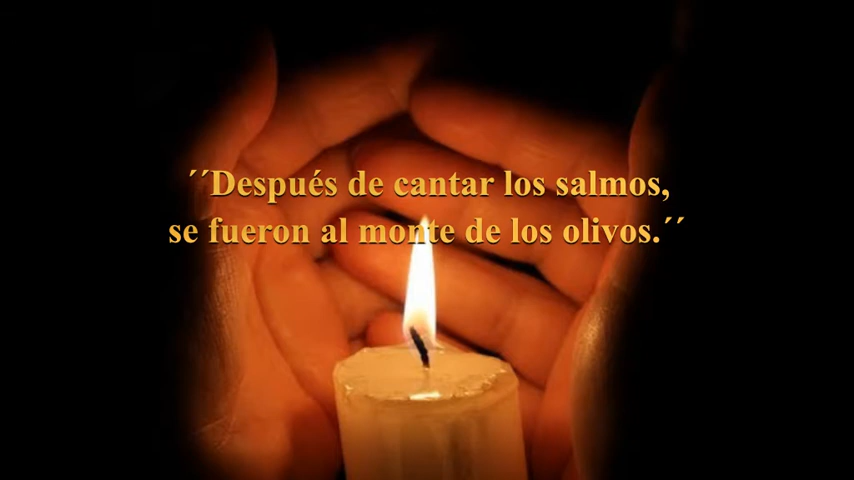 ´´Después de cantar los salmos,
se fueron al monte de los olivos.´´